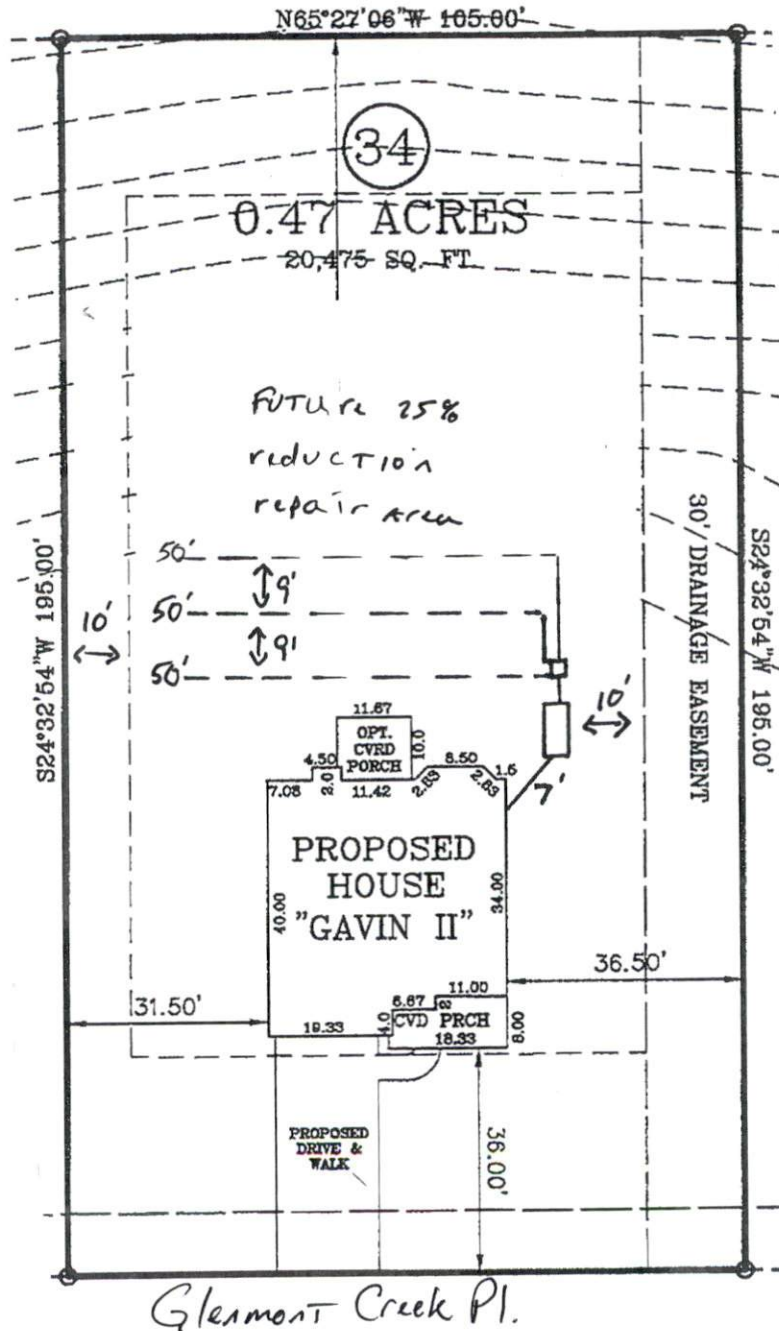 N65°27'06"W 105.00'
34
0.47 ACRES
20,475 SQ. FT.
FUTUre 25%
reducTion
repair Area
50'
9'
50'
9'
50'
10'
S24°32'54"W 195.00'
30' DRAINAGE EASEMENT
S24°32'54"W 195.00'
10'
7'
11.67
OPT.
CVRD
PORCH
10.0
4.50
2.0
7.08
11.42
2.83
8.50
2.83
1.5
PROPOSED
HOUSE
"GAVIN II"
40.00
34.00
36.50'
31.50'
11.00
6.67
CVD PRCH
4.0
18.33
8.00
19.33
PROPOSED
DRIVE &
WALK
36.00'
Glenmont Creek Pl.